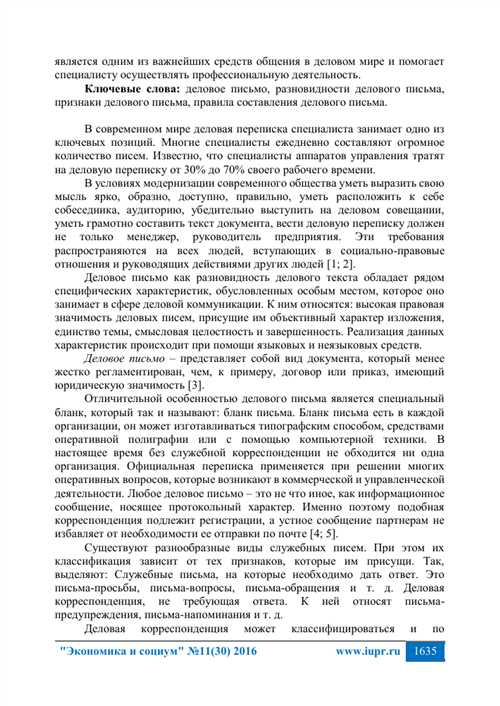 является одним из важнейших средств общения в деловом мире и помогает
специалисту осуществлять профессиональную деятельность.
Ключевые слова: деловое письмо, разновидности делового письма,
признаки делового письма, правила составления делового письма.
В современном мире деловая переписка специалиста занимает одно из
ключевых позиций. Многие специалисты ежедневно составляют огромное
количество писем. Известно, что специалисты аппаратов управления тратят
на деловую переписку от 30% до 70% своего рабочего времени.
В условиях модернизации современного общества уметь выразить свою
мысль ярко, образно, доступно, правильно, уметь расположить к себе
собеседника, аудиторию, убедительно выступить на деловом совещании,
уметь грамотно составить текст документа, вести деловую переписку должен
не только менеджер, руководитель предприятия. Эти требования
распространяются на всех людей, вступающих в социально-правовые
отношения и руководящих действиями других людей [1; 2].
Деловое письмо как разновидность делового текста обладает рядом
специфических характеристик, обусловленных особым местом, которое оно
занимает в сфере деловой коммуникации. К ним относятся: высокая правовая
значимость деловых писем, присущие им объективный характер изложения,
единство темы, смысловая целостность и завершенность. Реализация данных
характеристик происходит при помощи языковых и неязыковых средств.
Деловое письмо – представляет собой вид документа, который менее
жестко регламентирован, чем, к примеру, договор или приказ, имеющий
юридическую значимость [3].
Отличительной особенностью делового письма является специальный
бланк, который так и называют: бланк письма. Бланк письма есть в каждой
организации, он может изготавливаться типографским способом, средствами
оперативной полиграфии или с помощью компьютерной техники. В
настоящее время без служебной корреспонденции не обходится ни одна
организация. Официальная переписка применяется при решении многих
оперативных вопросов, которые возникают в коммерческой и управленческой
деятельности. Любое деловое письмо – это не что иное, как информационное
сообщение, носящее протокольный характер. Именно поэтому подобная
корреспонденция подлежит регистрации, а устное сообщение партнерам не
избавляет от необходимости ее отправки по почте [4; 5].
Существуют разнообразные виды служебных писем. При этом их
классификация зависит от тех признаков, которые им присущи. Так,
выделяют: Служебные письма, на которые необходимо дать ответ. Это
письма-просьбы, письма-вопросы, письма-обращения и т. д. Деловая
корреспонденция, не требующая ответа. К ней относят письма-
предупреждения, письма-напоминания и т. д.
Деловая корреспонденция может классифицироваться и по
"Экономика и социум" №11(30) 2016 www.iupr.ru 1635